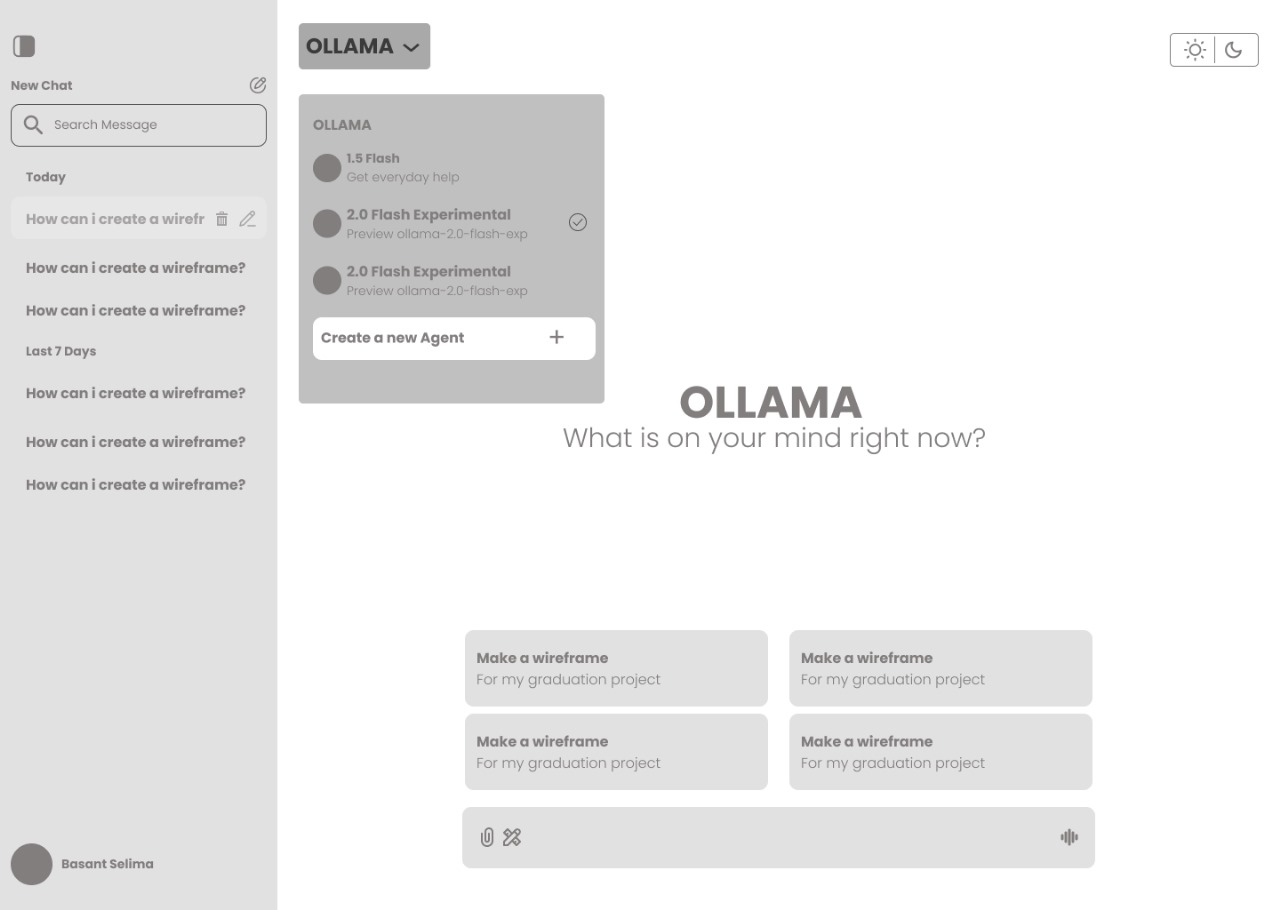 New Chat
Search Message
Today
How can i create a wirefr
How can i create a wireframe?
How can i create a wireframe?
Last 7 Days
How can i create a wireframe?
How can i create a wireframe?
How can i create a wireframe?
Basant Selima
OLLAMA
OLLAMA
1.5 Flash
Get everyday help
2.0 Flash Experimental
Preview ollama-2.0-flash-exp
2.0 Flash Experimental
Preview ollama-2.0-flash-exp
Create a new Agent
OLLAMA
What is on your mind right now?
Make a wireframe
For my graduation project
Make a wireframe
For my graduation project
Make a wireframe
For my graduation project
Make a wireframe
For my graduation project